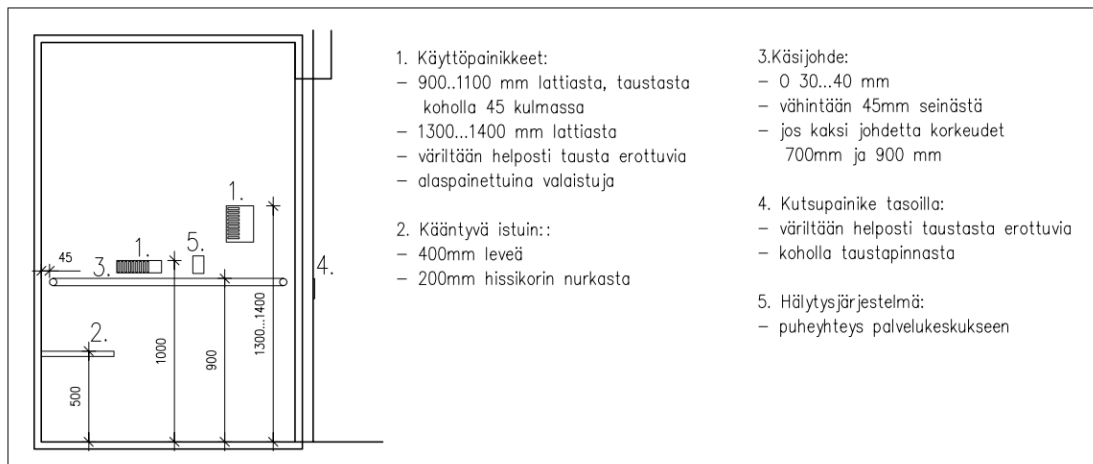 1. Käyttöpainikkeet:
– 900..1100 mm lattiasta, taustasta
koholla 45 kulmassa
– 1300...1400 mm lattiasta
– väriltään helposti tausta erottuvia
– alaspainettuina valaistuja
2. Kääntyvä istuin::
– 400mm leveä
– 200mm hissikorin nurkasta
3.Käsijohde:
– O 30...40 mm
– vähintään 45mm seinästä
– jos kaksi johdetta korkeudet
700mm ja 900 mm
4. Kutsupainike tasoilla:
– väriltään helposti taustasta erottuvia
– koholla taustapinnasta
5. Hälytysjärjestelmä:
– puheyhteys palvelukeskukseen
1.
1.
5.
45
3.
4.
2.
500
1000
900
1300...1400